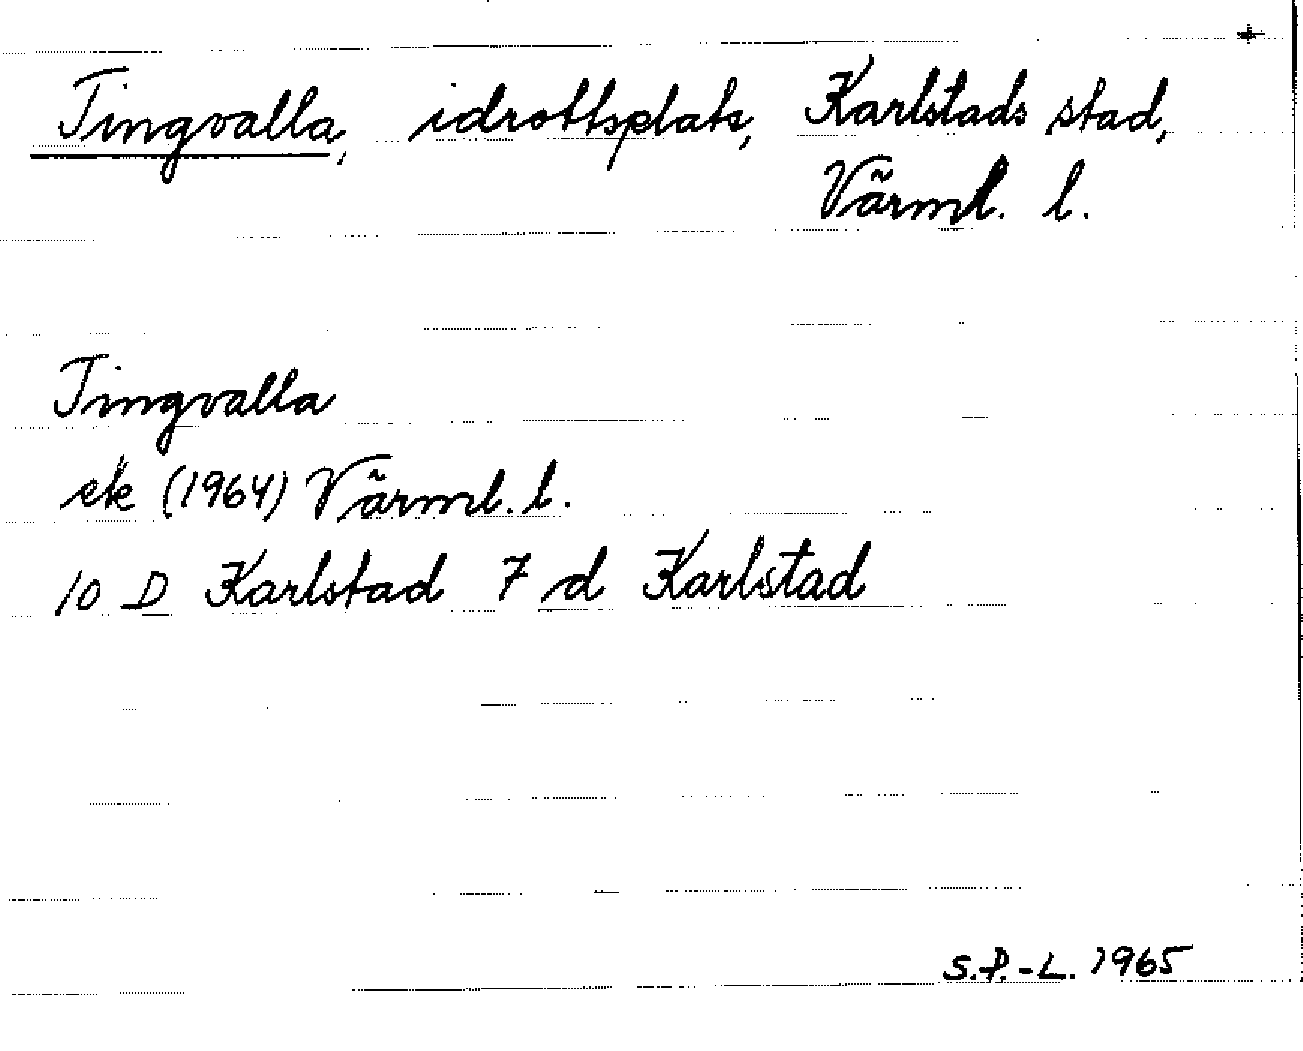 +
Tingvalla, idrottsplats, Karlstads stad,
Värml. l.
Tingvalla
ek (1964) Värml. l.
10 D Karlstad 7 d Karlstad
S.P.-L. 1965